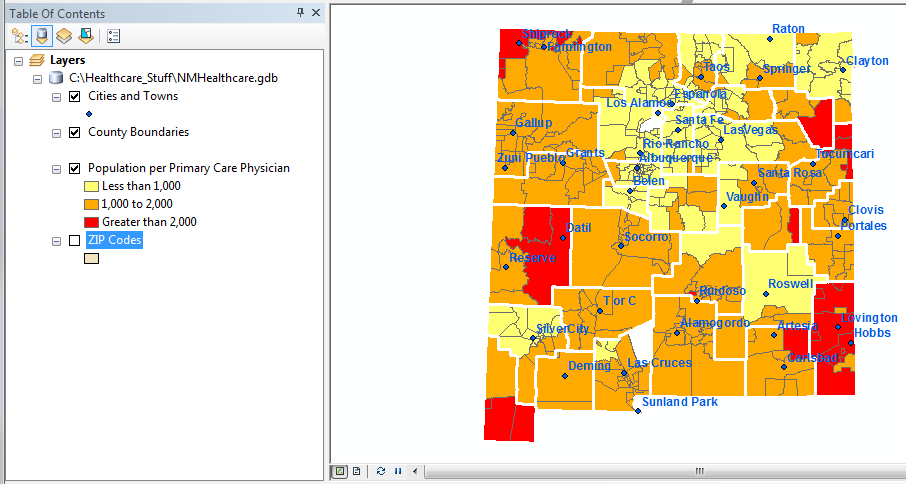 Table Of Contents
Layers
C:\Healthcare_Stuff\NMHealthcare.gdb
Cities and Towns
County Boundaries
Population per Primary Care Physician
Less than 1,000
1,000 to 2,000
Greater than 2,000
ZIP Codes
Raton
Shiprock
Farmington
Clayton
Taos
Springer
Espanola
Los Alamos
Santa Fe
Gallup
LasVegas
Rio Rancho
Zuni Pueblo
Grants
Albuquerque
Tucumcari
Santa Rosa
Belen
Vaughn
Clovis
Portales
Datil
Socorro
Reserve
Roswell
Ruidoso
T or C
Lovington
SilverCity
Alamogordo
Artesia
Hobbs
Deming
Las Cruces
Carlsbad
Sunland Park